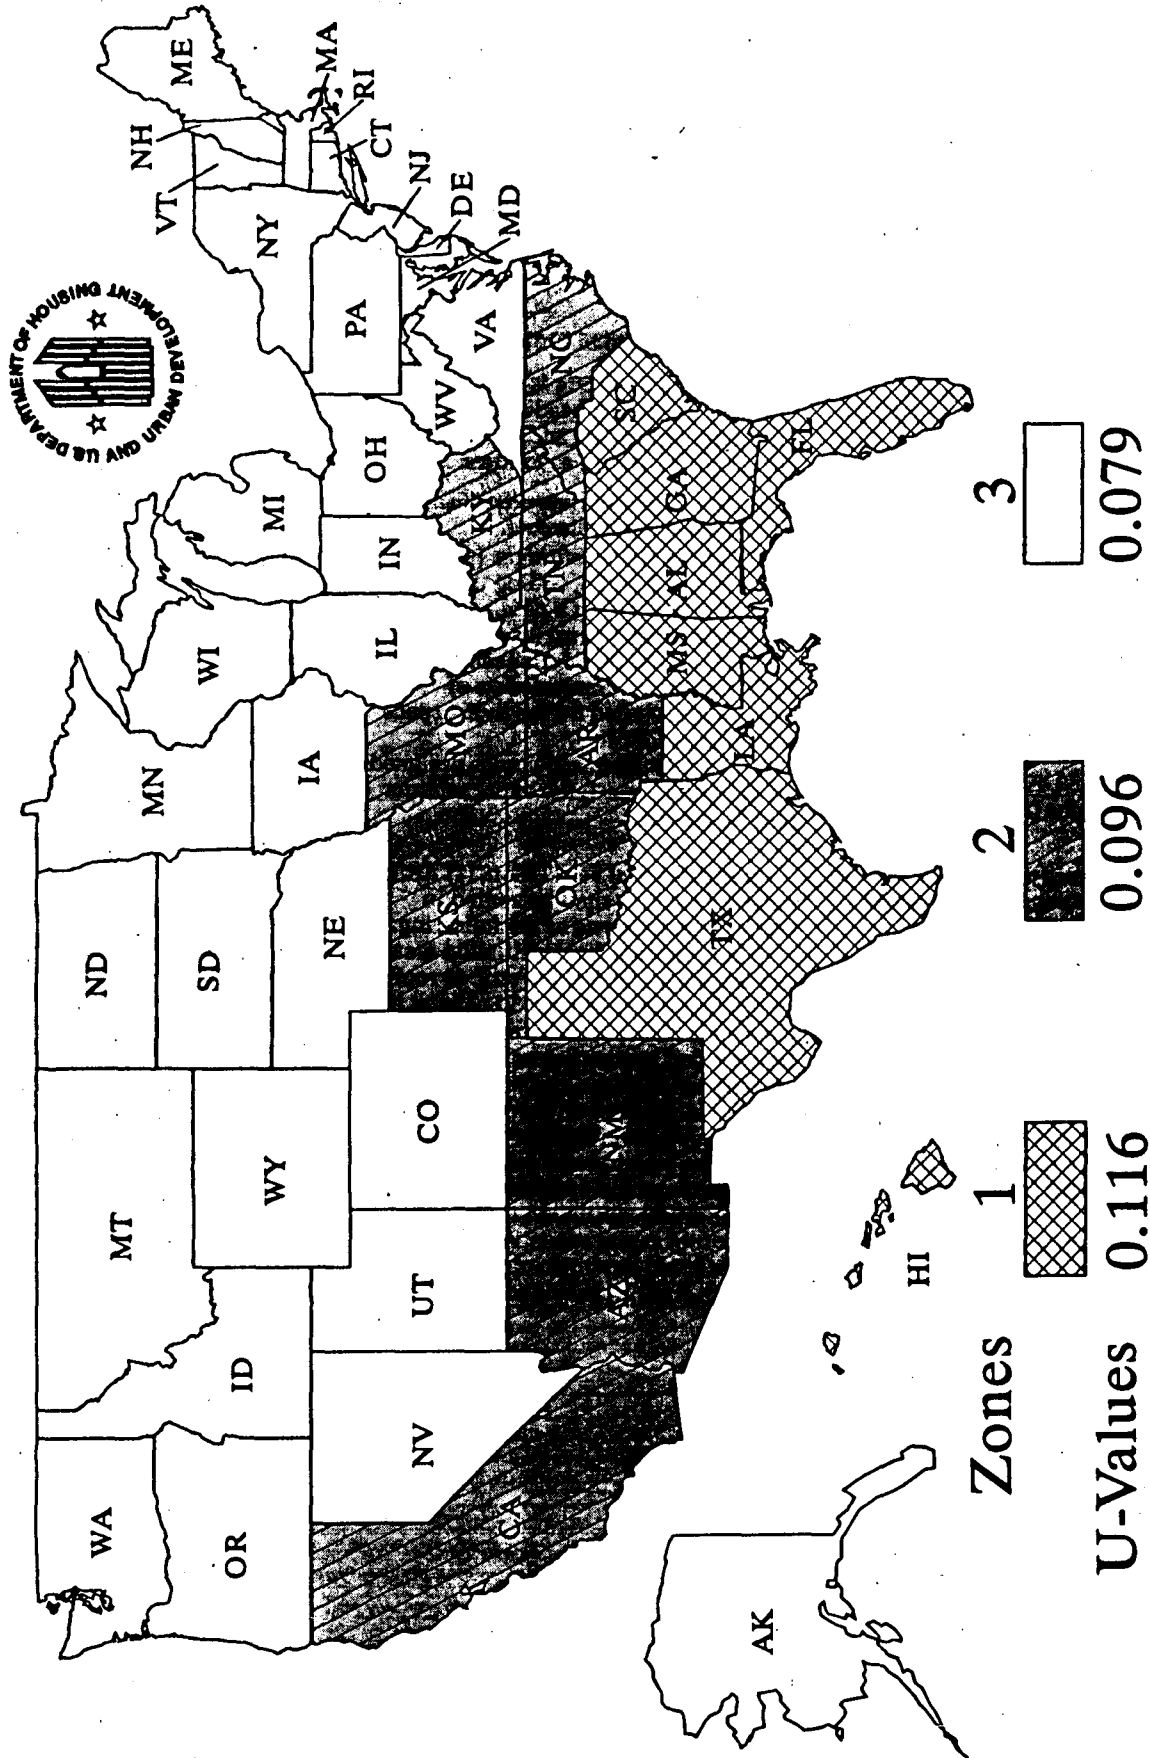 U.S. DEPARTMENT OF HOUSING
AND URBAN DEVELOPMENT
WA
OR
CA
NV
ID
MT
WY
UT
CO
AZ
NM
ND
SD
NE
KS
OK
TX
MN
IA
MO
AR
LA
WI
IL
MI
IN
OH
KY
TN
MS
AL
GA
FL
SC
NC
VA
WV
PA
NY
VT
NH
ME
MA
RI
CT
NJ
DE
MD
AK
HI
Zones 1 2 3
U-Values 0.116 0.096 0.079